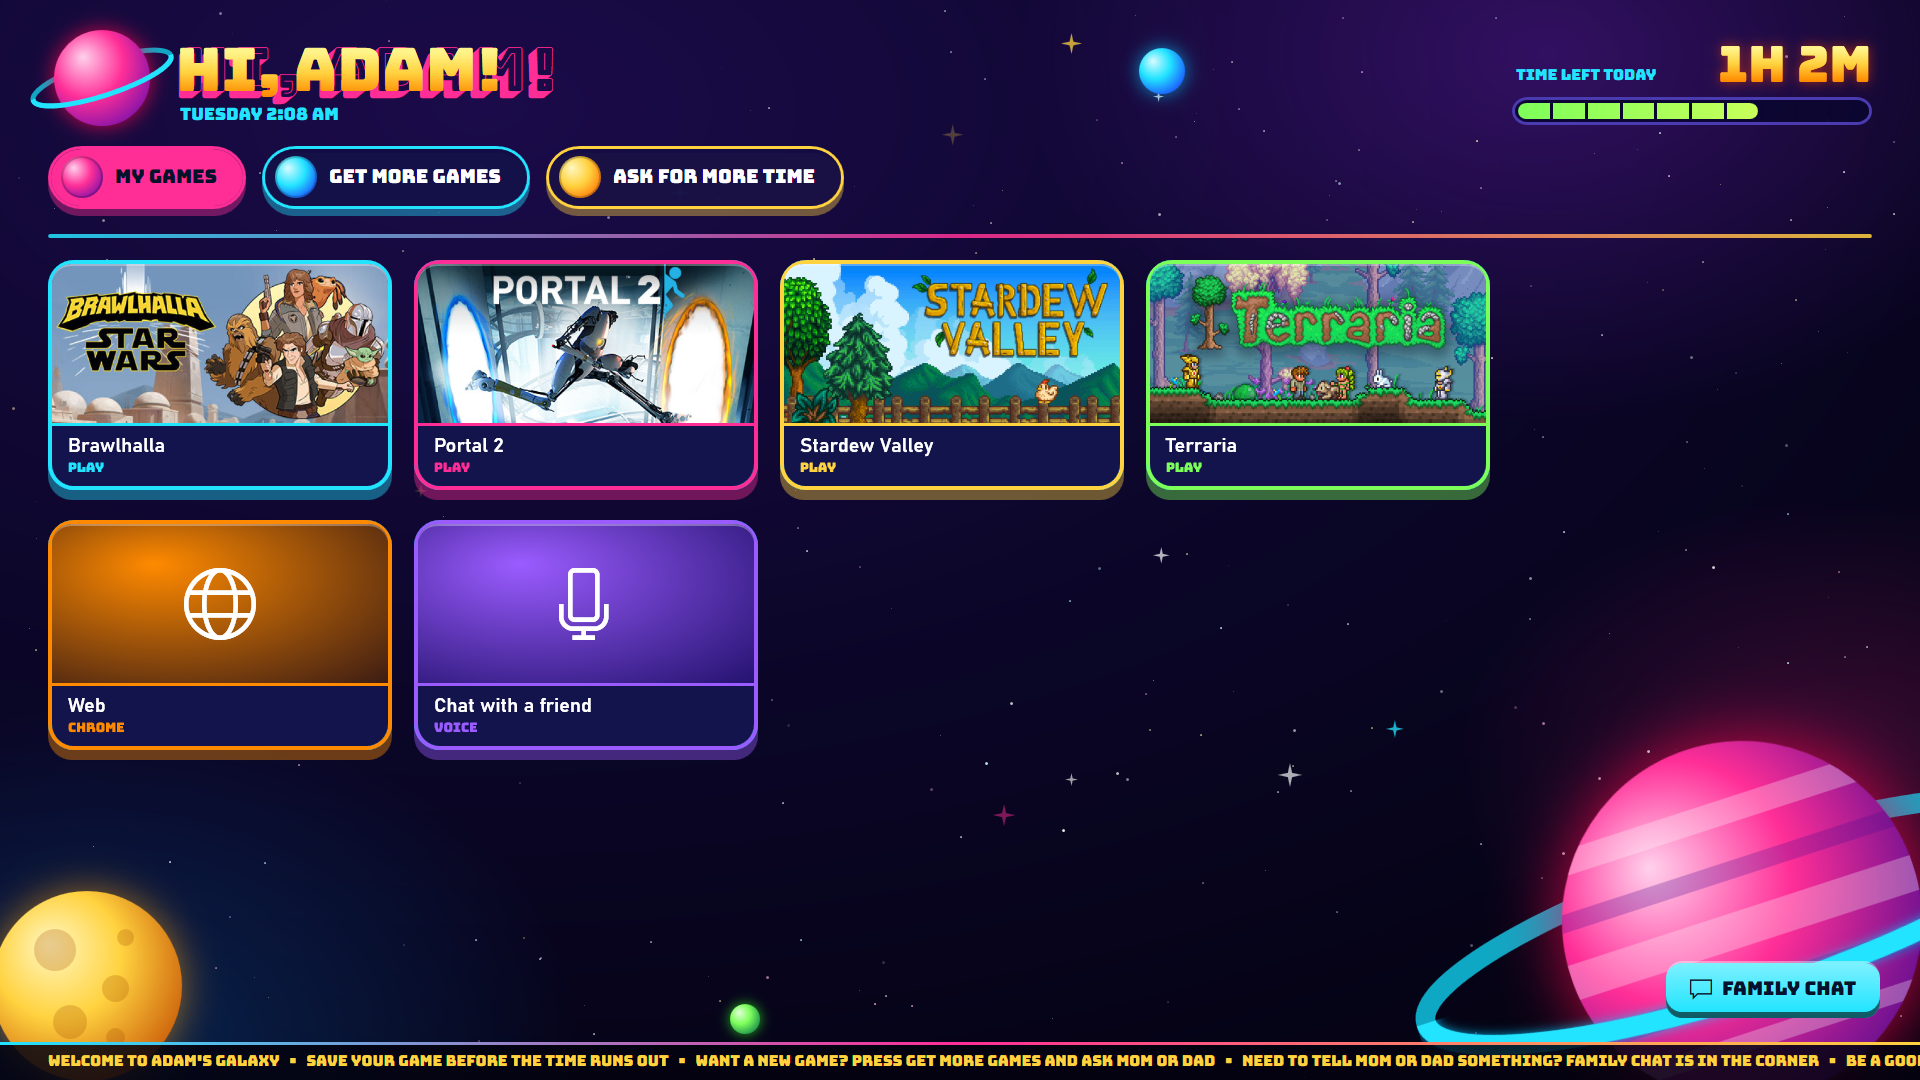 HI, ADAM!
TUESDAY 2:08 AM
TIME LEFT TODAY
1H 2M
MY GAMES
GET MORE GAMES
ASK FOR MORE TIME
BRAWLHALLA
STAR
WARS
PORTAL 2
STARDEW
VALLEY
Terraria
Brawlhalla
PLAY
Portal 2
PLAY
Stardew Valley
PLAY
Terraria
PLAY
Web
CHROME
Chat with a friend
VOICE
FAMILY CHAT
WELCOME TO ADAM'S GALAXY ▪ SAVE YOUR GAME BEFORE THE TIME RUNS OUT ▪ WANT A NEW GAME? PRESS GET MORE GAMES AND ASK MOM OR DAD ▪ NEED TO TELL MOM OR DAD SOMETHING? FAMILY CHAT IS IN THE CORNER ▪ BE A